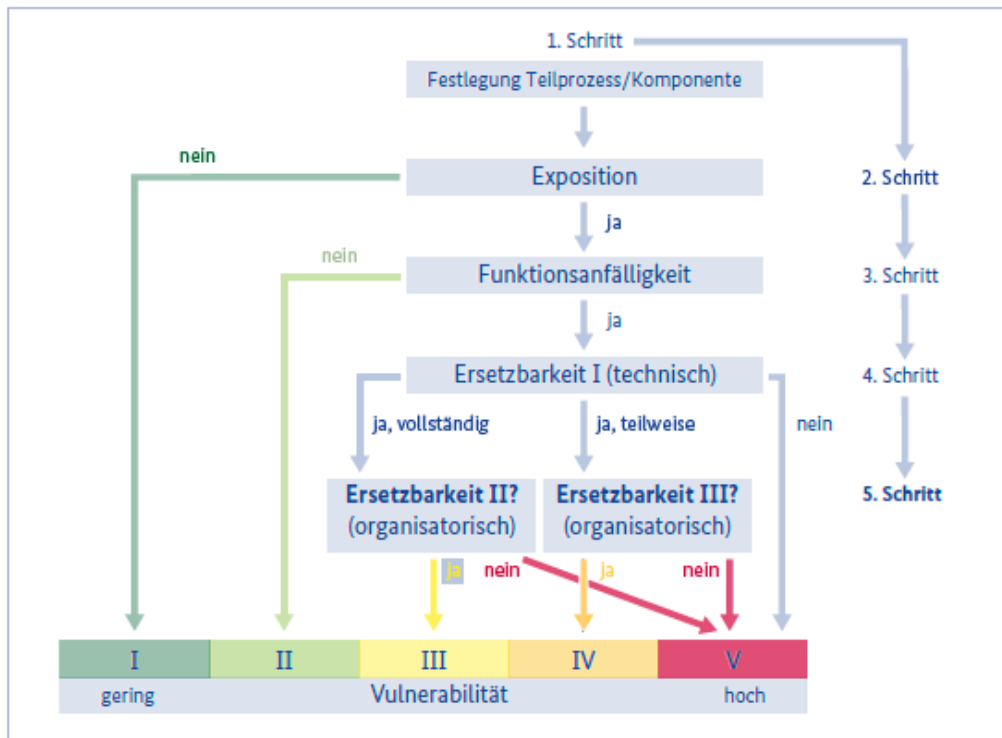 1. Schritt
Festlegung Teilprozess/Komponente
nein
Exposition
2. Schritt
ja
nein
Funktionsanfälligkeit
3. Schritt
ja
Ersetzbarkeit I (technisch)
4. Schritt
ja, vollständig
ja, teilweise
nein
Ersetzbarkeit II?
(organisatorisch)
Ersetzbarkeit III?
(organisatorisch)
5. Schritt
ja
nein
ja
nein
I
II
III
IV
V
gering
Vulnerabilität
hoch